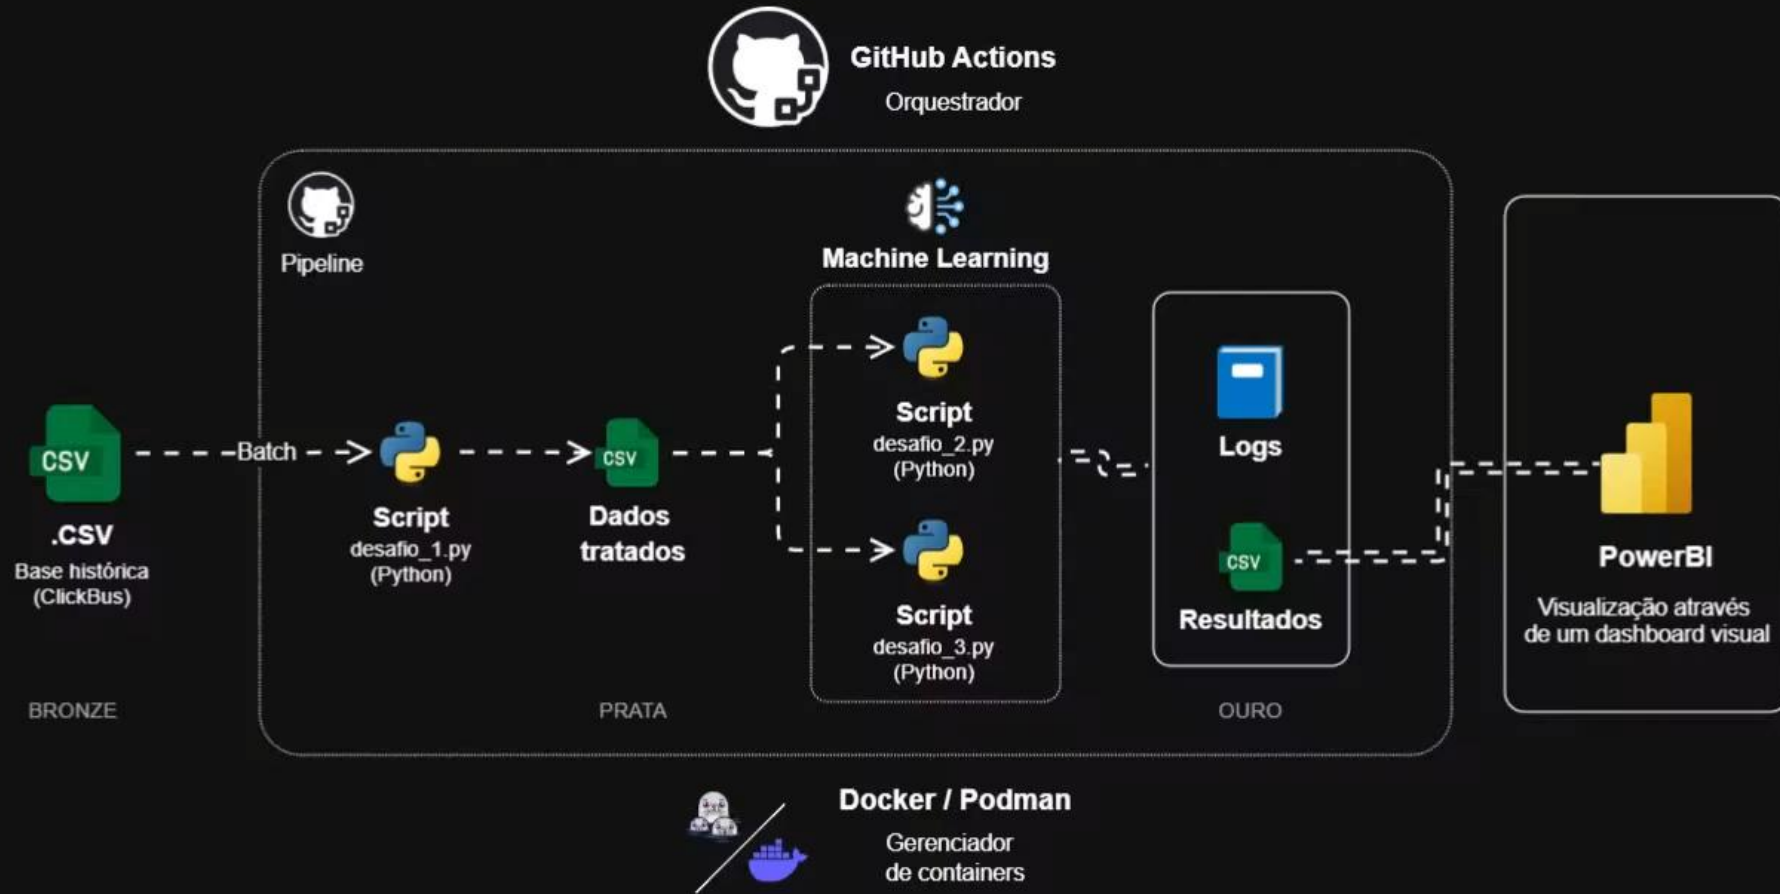 GitHub Actions
Orquestrador
Pipeline
Machine Learning
CSV
.CSV
Base histórica
(ClickBus)
Batch
Script
desafio_1.py
(Python)
CSV
Dados
tratados
Script
desafio_2.py
(Python)
Script
desafio_3.py
(Python)
Logs
CSV
Resultados
PowerBI
Visualização através
de um dashboard visual
BRONZE
PRATA
OURO
Docker / Podman
Gerenciador
de containers